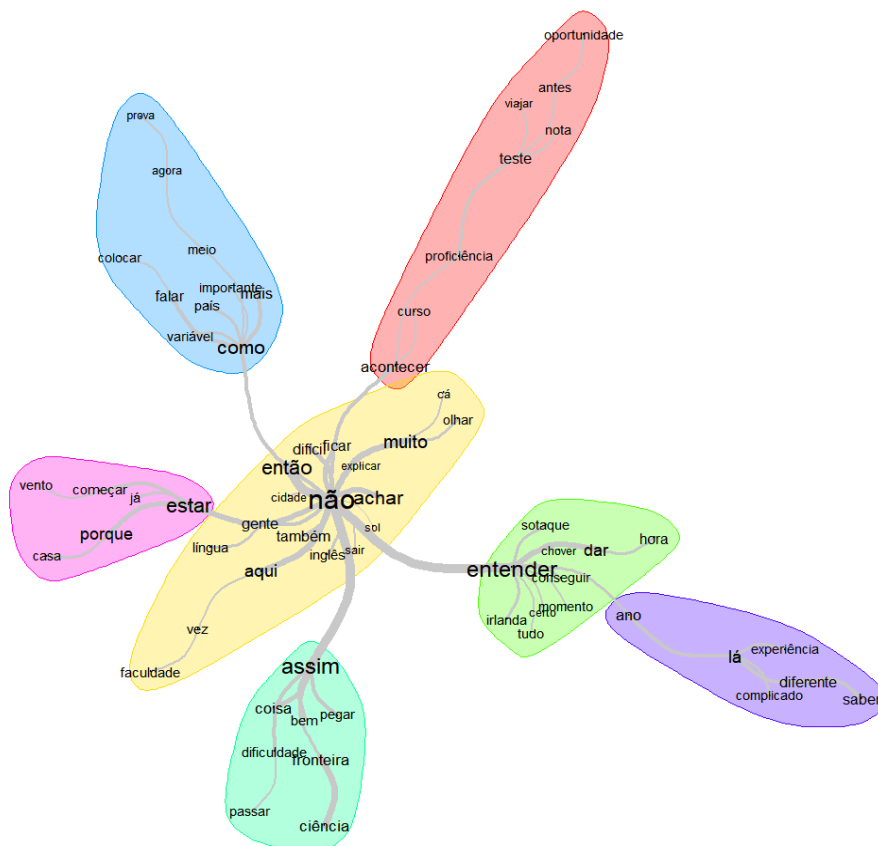 oportunidade
antes
viajar
nota
teste
proficiência
curso
acontecer
prova
agora
meio
colocar
importante
mais
falar
país
variável
como
cá
olhar
muito
difícil
ficar
explicar
então
cidade
não
achar
gente
também
sol
língua
inglês
sair
aqui
vez
faculdade
vento
começar
já
estar
porque
casa
sotaque
hora
chover
dar
entender
conseguir
certo
momento
irlanda
tudo
ano
lá
experiência
diferente
complicado
saber
assim
coisa
bem
pegar
dificuldade
fronteira
passar
ciência